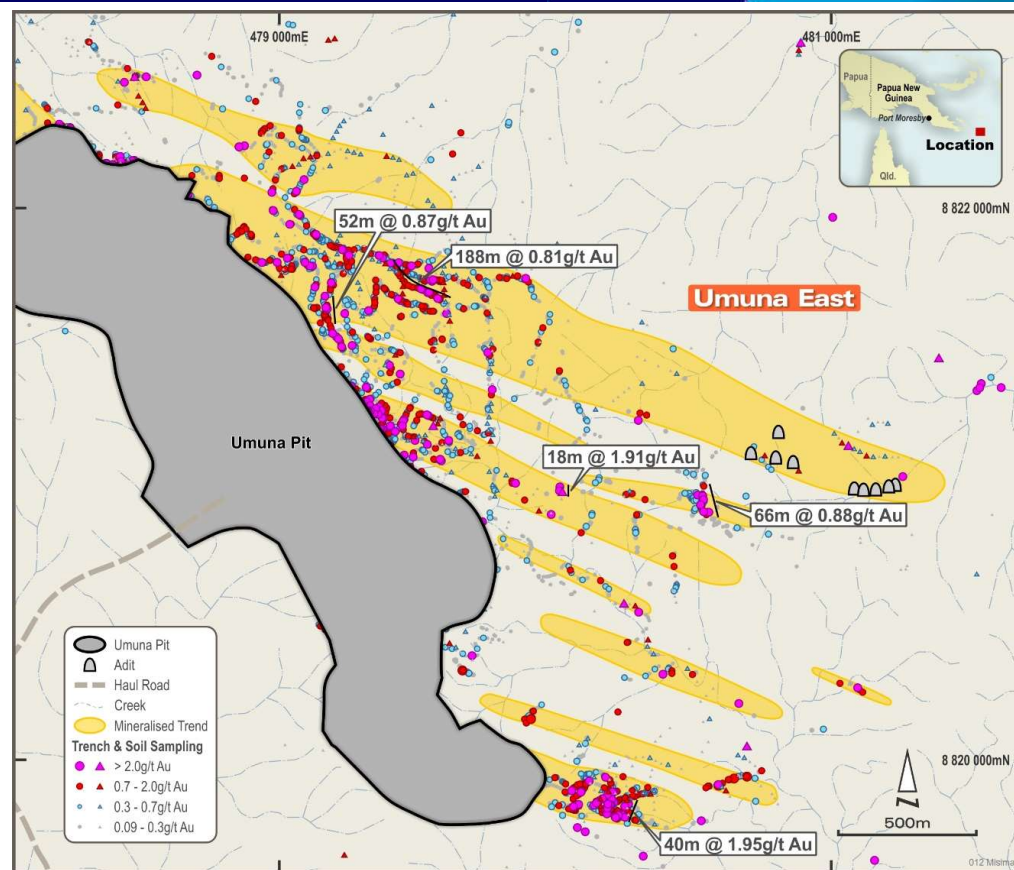 479 000mE
481 000mE
Papua
Papua New
Guinea
Port Moresby
Location
Qld.
8 822 000mN
52m @ 0.87g/t Au
188m @ 0.81g/t Au
Umuna East
Umuna Pit
18m @ 1.91g/t Au
66m @ 0.88g/t Au
Umuna Pit
Adit
Haul Road
Creek
Mineralised Trend
Trench & Soil Sampling
> 2.0g/t Au
0.7 - 2.0g/t Au
0.3 - 0.7g/t Au
0.09 - 0.3g/t Au
8 820 000mN
N
500m
40m @ 1.95g/t Au
012 Misima